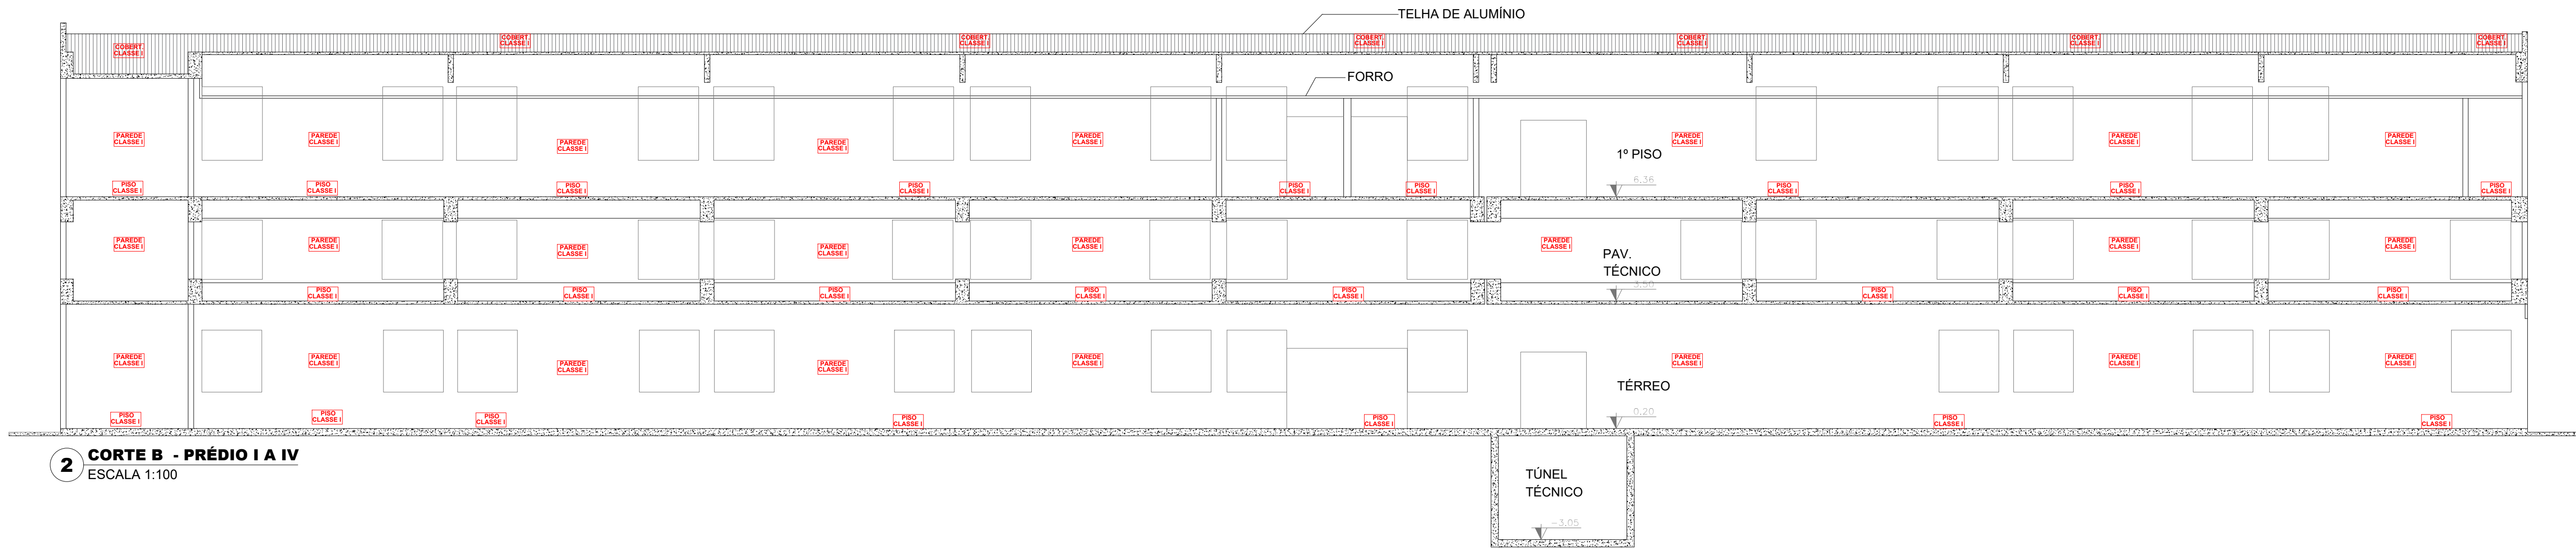 TELHA DE ALUMÍNIO
COBERT.
CLASSE I
COBERT.
CLASSE I
COBERT.
CLASSE I
COBERT.
CLASSE I
COBERT.
CLASSE I
COBERT.
CLASSE I
COBERT.
CLASSE I
FORRO
PAREDE
CLASSE I
PAREDE
CLASSE I
PAREDE
CLASSE I
PAREDE
CLASSE I
PAREDE
CLASSE I
PAREDE
CLASSE I
PAREDE
CLASSE I
PAREDE
CLASSE I
1º PISO
6,36
PISO
CLASSE I
PISO
CLASSE I
PISO
CLASSE I
PISO
CLASSE I
PISO
CLASSE I
PISO
CLASSE I
PISO
CLASSE I
PISO
CLASSE I
PISO
CLASSE I
PAREDE
CLASSE I
PAREDE
CLASSE I
PAREDE
CLASSE I
PAREDE
CLASSE I
PAREDE
CLASSE I
PAREDE
CLASSE I
PAREDE
CLASSE I
PAREDE
CLASSE I
PAV.
TÉCNICO
3,50
PISO
CLASSE I
PISO
CLASSE I
PISO
CLASSE I
PISO
CLASSE I
PISO
CLASSE I
PISO
CLASSE I
PISO
CLASSE I
PISO
CLASSE I
PAREDE
CLASSE I
PAREDE
CLASSE I
PAREDE
CLASSE I
PAREDE
CLASSE I
PAREDE
CLASSE I
PAREDE
CLASSE I
PAREDE
CLASSE I
PAREDE
CLASSE I
TÉRREO
0,20
PISO
CLASSE I
PISO
CLASSE I
PISO
CLASSE I
PISO
CLASSE I
PISO
CLASSE I
PISO
CLASSE I
PISO
CLASSE I
2
CORTE B - PRÉDIO I A IV
ESCALA 1:100
TÚNEL
TÉCNICO
-3,05